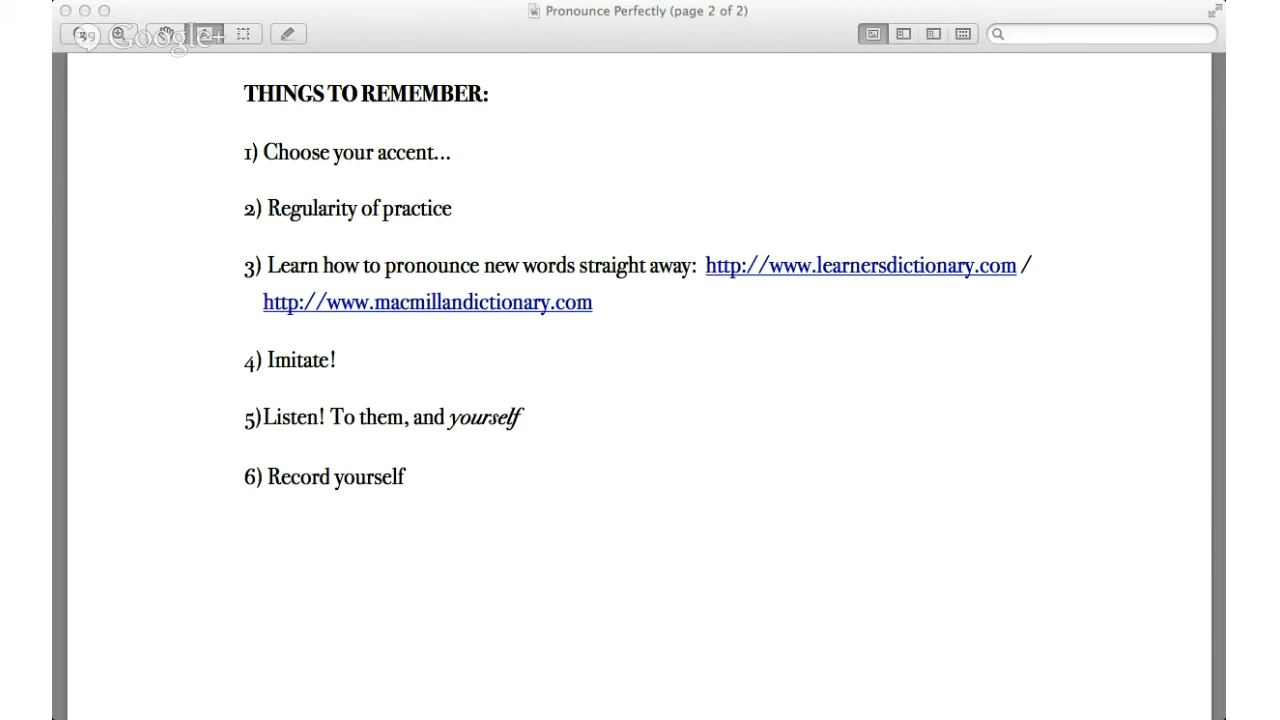 Pronounce Perfectly (page 2 of 2)
Google+
THINGS TO REMEMBER:
1) Choose your accent...
2) Regularity of practice
3) Learn how to pronounce new words straight away: http://www.learnersdictionary.com /
http://www.macmillandictionary.com
4) Imitate!
5)Listen! To them, and yourself
6) Record yourself